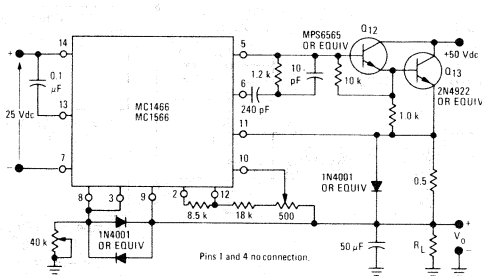 MPS6565
OR EQUIV
Q12
+
14
5
+50 Vdc
0.1
μF
1.2 k
10
pF
10 k
Q13
6
240 pF
2N4922
OR EQUIV
MC1466
MC1566
1.0 k
25 Vdc
13
11
7
10
1N4001
OR EQUIV
0.5
8
3
9
2
12
8.5 k
18 k
500
+
40 k
1N4001
OR EQUIV
50 μF
RL
Vo
Pins 1 and 4 no connection.